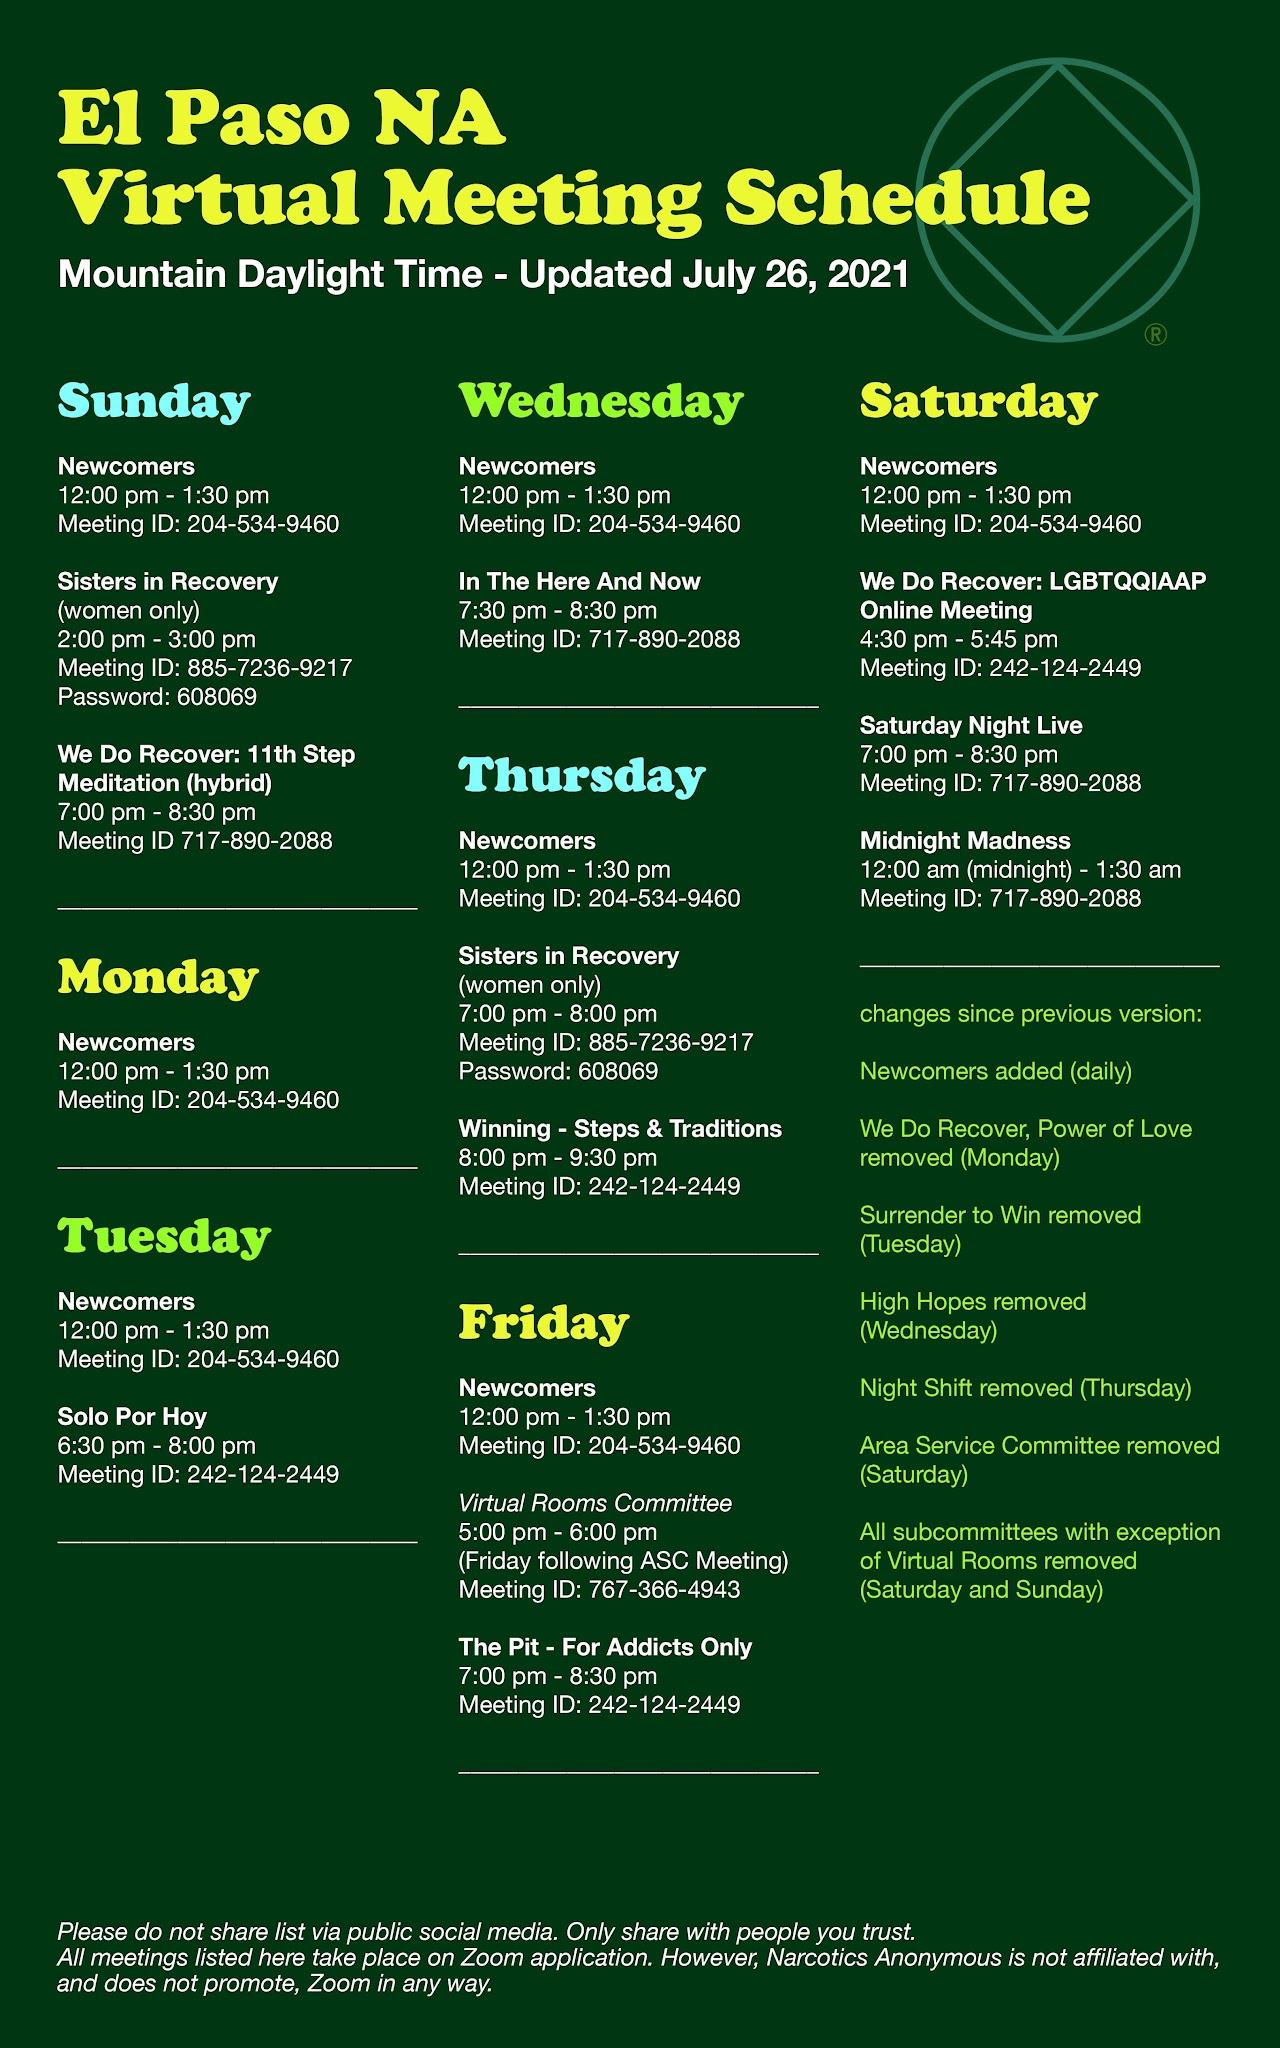 El Paso NA
Virtual Meeting Schedule
Mountain Daylight Time - Updated July 26, 2021
®
Sunday
Newcomers
12:00 pm - 1:30 pm
Meeting ID: 204-534-9460
Sisters in Recovery
(women only)
2:00 pm - 3:00 pm
Meeting ID: 885-7236-9217
Password: 608069
We Do Recover: 11th Step
Meditation (hybrid)
7:00 pm - 8:30 pm
Meeting ID 717-890-2088
Monday
Newcomers
12:00 pm - 1:30 pm
Meeting ID: 204-534-9460
Tuesday
Newcomers
12:00 pm - 1:30 pm
Meeting ID: 204-534-9460
Solo Por Hoy
6:30 pm - 8:00 pm
Meeting ID: 242-124-2449
Wednesday
Newcomers
12:00 pm - 1:30 pm
Meeting ID: 204-534-9460
In The Here And Now
7:30 pm - 8:30 pm
Meeting ID: 717-890-2088
Thursday
Newcomers
12:00 pm - 1:30 pm
Meeting ID: 204-534-9460
Sisters in Recovery
(women only)
7:00 pm - 8:00 pm
Meeting ID: 885-7236-9217
Password: 608069
Winning - Steps & Traditions
8:00 pm - 9:30 pm
Meeting ID: 242-124-2449
Friday
Newcomers
12:00 pm - 1:30 pm
Meeting ID: 204-534-9460
Virtual Rooms Committee
5:00 pm - 6:00 pm
(Friday following ASC Meeting)
Meeting ID: 767-366-4943
The Pit - For Addicts Only
7:00 pm - 8:30 pm
Meeting ID: 242-124-2449
Saturday
Newcomers
12:00 pm - 1:30 pm
Meeting ID: 204-534-9460
We Do Recover: LGBTQQIAAP
Online Meeting
4:30 pm - 5:45 pm
Meeting ID: 242-124-2449
Saturday Night Live
7:00 pm - 8:30 pm
Meeting ID: 717-890-2088
Midnight Madness
12:00 am (midnight) - 1:30 am
Meeting ID: 717-890-2088
changes since previous version:
Newcomers added (daily)
We Do Recover, Power of Love
removed (Monday)
Surrender to Win removed
(Tuesday)
High Hopes removed
(Wednesday)
Night Shift removed (Thursday)
Area Service Committee removed
(Saturday)
All subcommittees with exception
of Virtual Rooms removed
(Saturday and Sunday)
Please do not share list via public social media. Only share with people you trust.
All meetings listed here take place on Zoom application. However, Narcotics Anonymous is not affiliated with,
and does not promote, Zoom in any way.